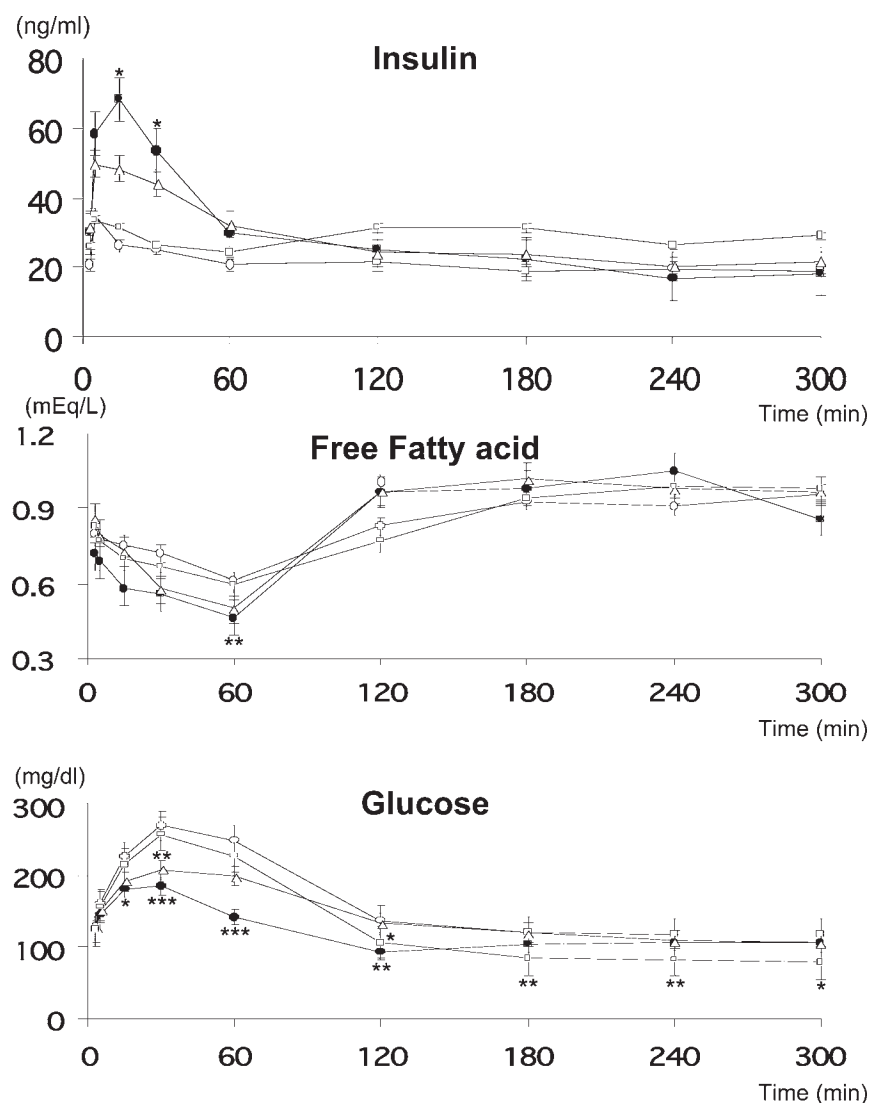 (ng/ml)
Insulin
80
60
40
20
0
*
*
0 60 120 180 240 300
Time (min)
(mEq/L)
Free Fatty acid
1.2
0.9
0.6
0.3
**
0 60 120 180 240 300
Time (min)
(mg/dl)
Glucose
300
200
100
0
**
* ***
***
*
**
** ** *
0 60 120 180 240 300
Time (min)